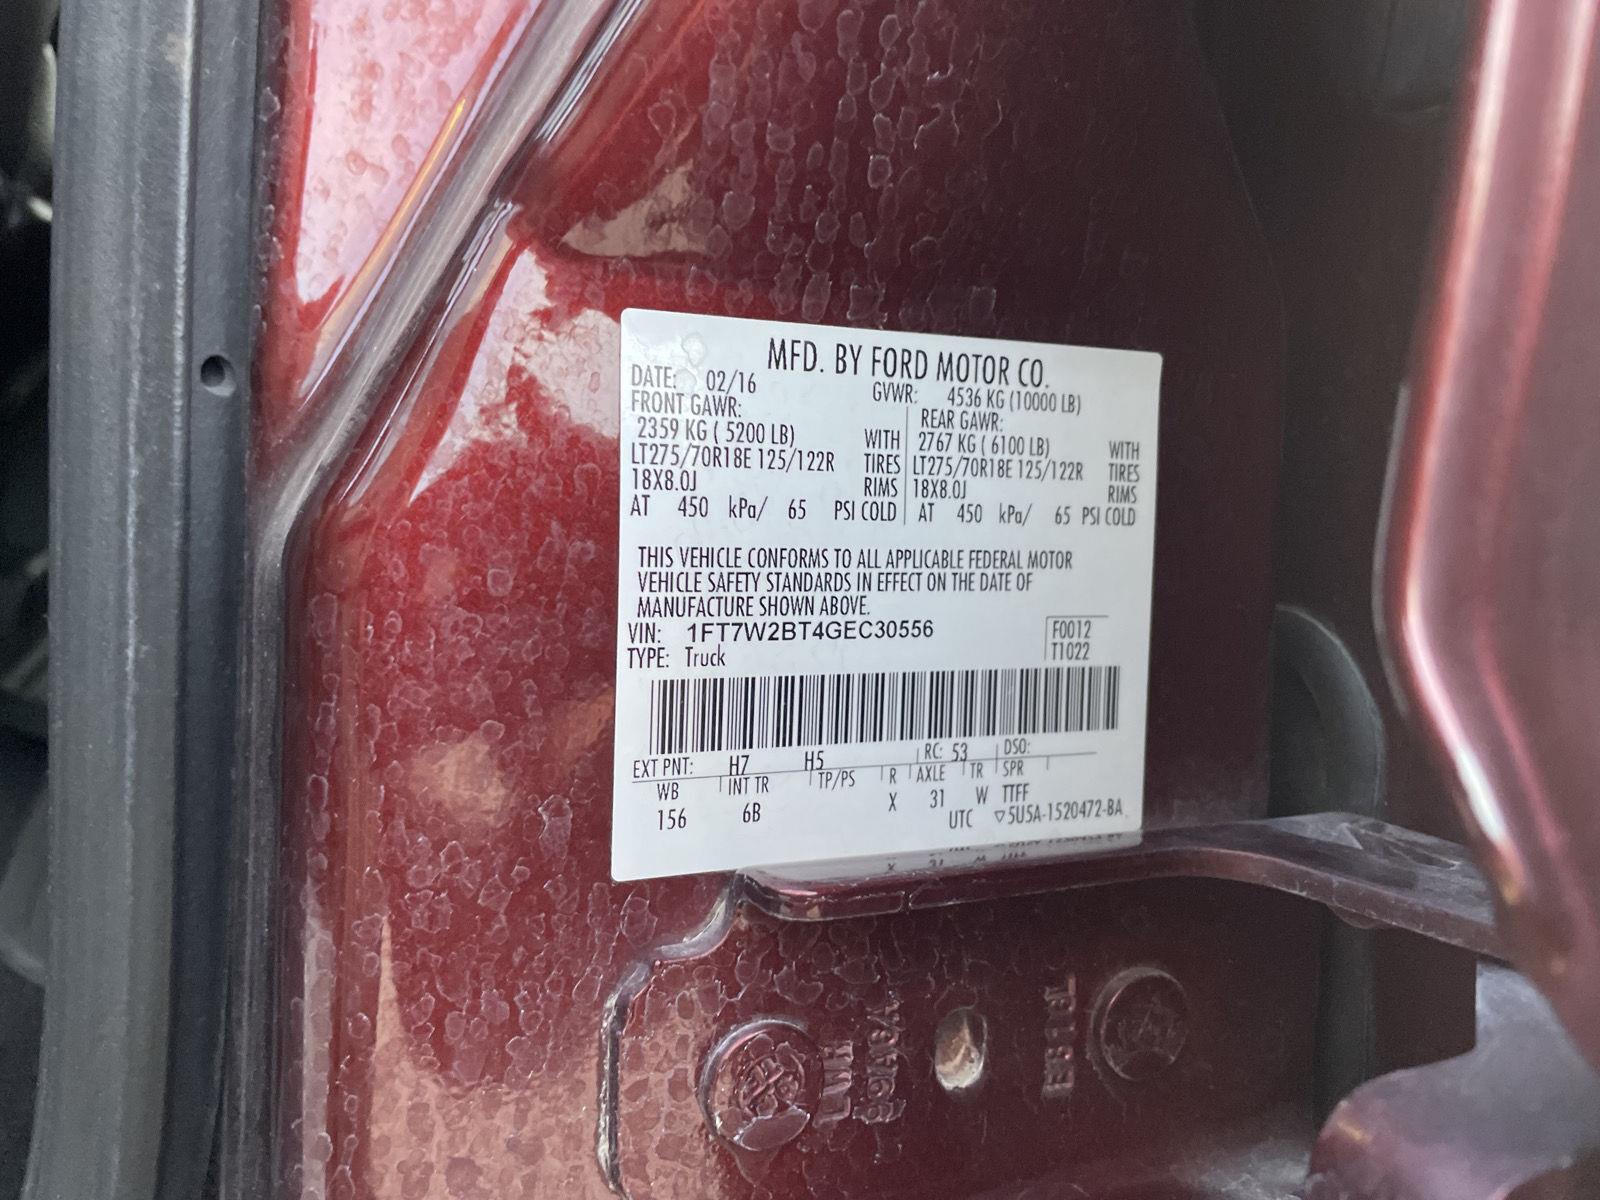 MFD. BY FORD MOTOR CO.
DATE: 02/16 GVWR: 4536 KG (10000 LB)
FRONT GAWR: REAR GAWR:
2359 KG ( 5200 LB) WITH 2767 KG ( 6100 LB) WITH
LT275/70R18E 125/122R TIRES LT275/70R18E 125/122R TIRES
18X8.0J RIMS 18X8.0J RIMS
AT 450 kPa/ 65 PSI COLD AT 450 kPa/ 65 PSI COLD
THIS VEHICLE CONFORMS TO ALL APPLICABLE FEDERAL MOTOR
VEHICLE SAFETY STANDARDS IN EFFECT ON THE DATE OF
MANUFACTURE SHOWN ABOVE.
VIN: 1FT7W2BT4GEC30556 F0012
TYPE: Truck T1022
EXT PNT: H7 H5 RC: 53 DSO:
WB INT TR TP/PS R AXLE TR SPR
156 6B X 31 W TTFF
UTC ▽5U5A-1520472-BA
LWR